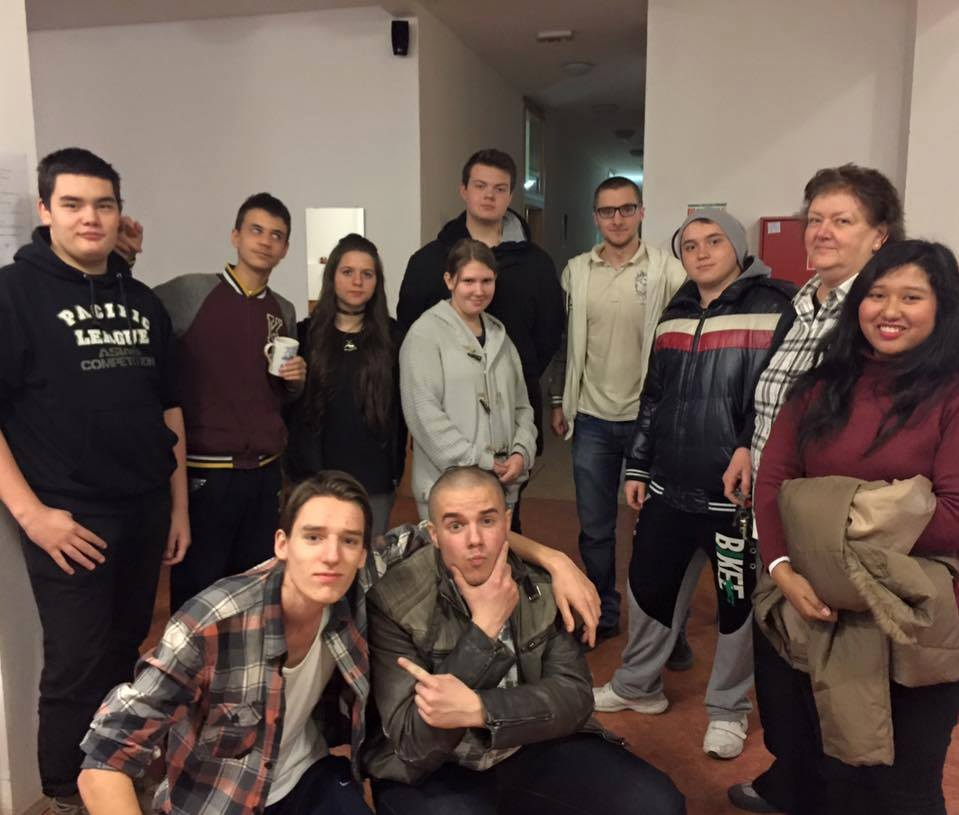 PACIFIC
LEAGUE
ASIAN
COMPETITION
K
BIKE